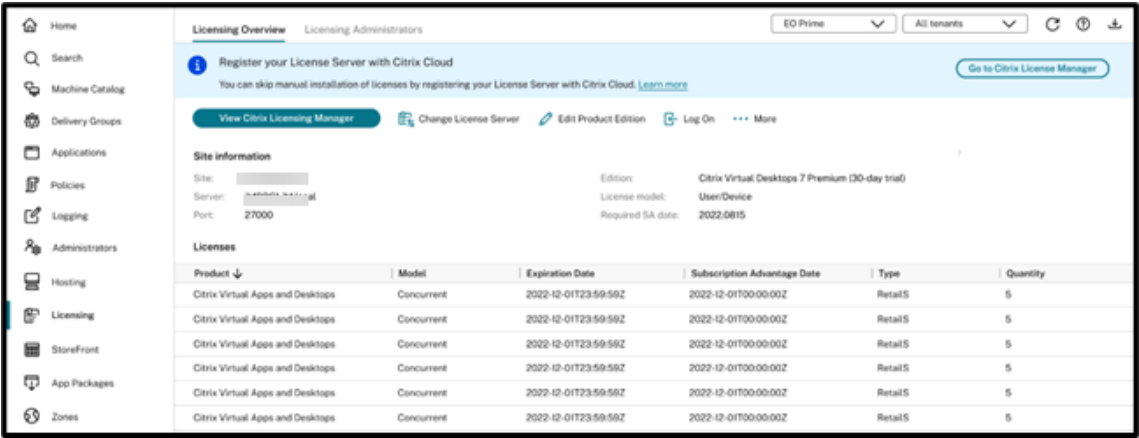 Home
Search
Machine Catalog
Delivery Groups
Applications
Policies
Logging
Administrators
Hosting
Licensing
StoreFront
App Packages
Zones
Licensing Overview Licensing Administrators EO Prime All tenants
Register your License Server with Citrix Cloud
You can skip manual installation of licenses by registering your License Server with Citrix Cloud. Learn more
Go to Citrix License Manager
View Citrix Licensing Manager Change License Server Edit Product Edition Log On ••• More
Site information
Site:
Server:
Port: 27000
Edition: Citrix Virtual Desktops 7 Premium (30-day trial)
License model: User/Device
Required SA date: 2022.0815
Licenses
Product Model Expiration Date Subscription Advantage Date Type Quantity
Citrix Virtual Apps and Desktops Concurrent 2022-12-01T23:59:59Z 2022-12-01T00:00:00Z RetailS 5
Citrix Virtual Apps and Desktops Concurrent 2022-12-01T23:59:59Z 2022-12-01T00:00:00Z RetailS 5
Citrix Virtual Apps and Desktops Concurrent 2022-12-01T23:59:59Z 2022-12-01T00:00:00Z RetailS 5
Citrix Virtual Apps and Desktops Concurrent 2022-12-01T23:59:59Z 2022-12-01T00:00:00Z RetailS 5
Citrix Virtual Apps and Desktops Concurrent 2022-12-01T23:59:59Z 2022-12-01T00:00:00Z RetailS 5
Citrix Virtual Apps and Desktops Concurrent 2022-12-01T23:59:59Z 2022-12-01T00:00:00Z RetailS 5